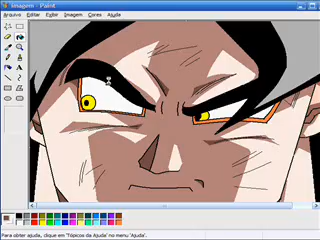 Imagem - Paint
Arquivo Editar Exibir Imagem Cores Ajuda
Para obter ajuda, clique em 'Tópicos da Ajuda' no menu 'Ajuda'.